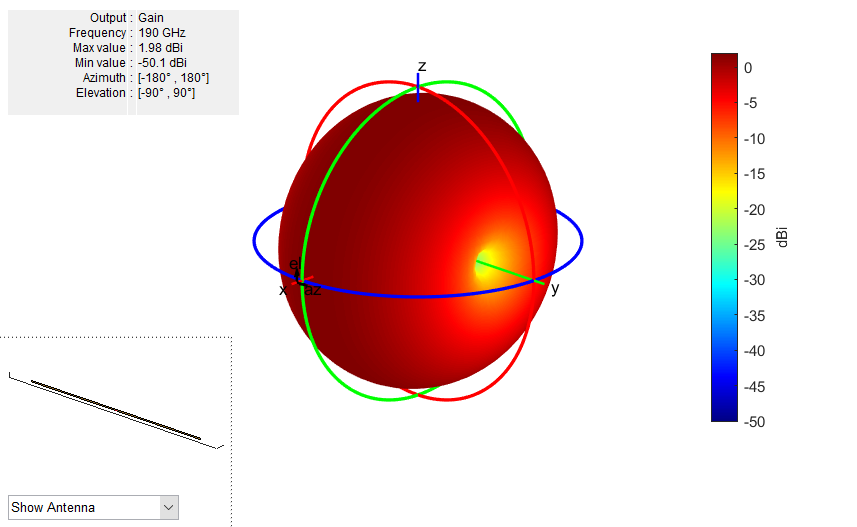 Output : Gain
Frequency : 190 GHz
Max value : 1.98 dBi
Min value : -50.1 dBi
Azimuth : [-180° , 180°]
Elevation : [-90° , 90°]
z
e
x
az
y
0
-5
-10
-15
-20
-25
-30
-35
-40
-45
-50
dBi
Show Antenna